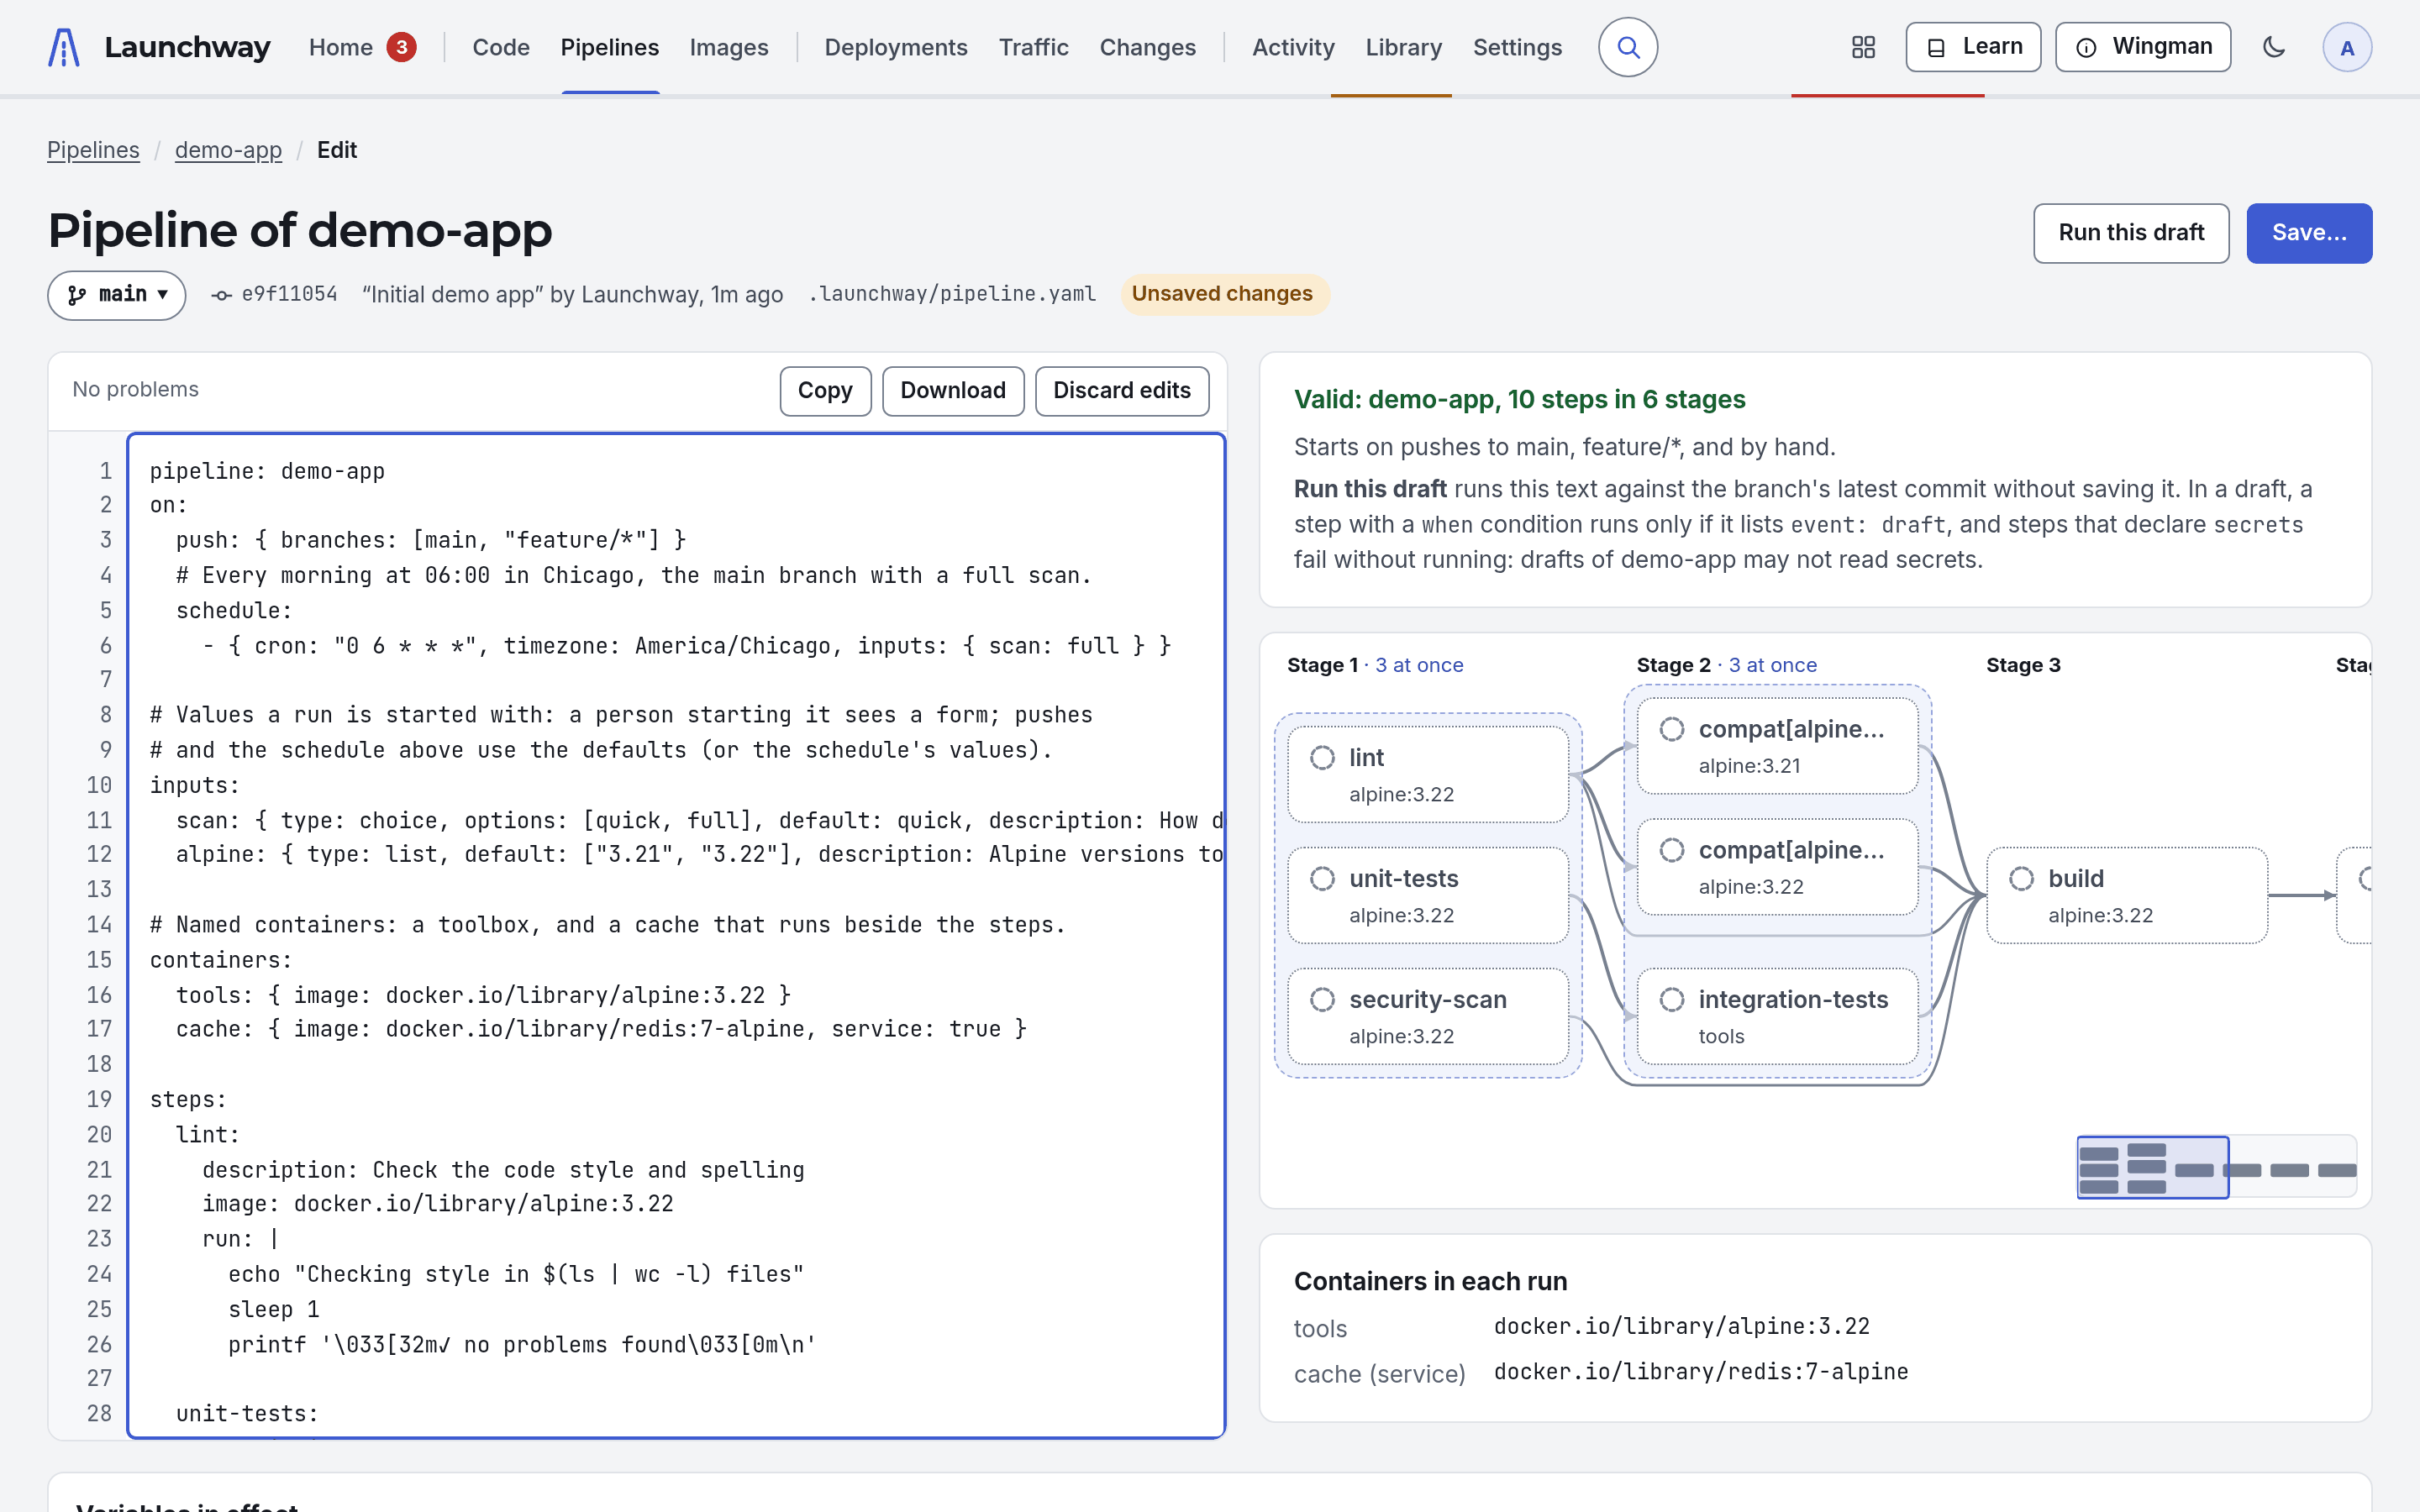 Launchway
Home 3 Code Pipelines Images Deployments Traffic Changes Activity Library Settings Learn Wingman A
Pipelines / demo-app / Edit
Pipeline of demo-app
Run this draft Save...
main ▾ e9f11054 “Initial demo app” by Launchway, 1m ago .launchway/pipeline.yaml Unsaved changes
No problems
Copy Download Discard edits
1 pipeline: demo-app
2 on:
3 push: { branches: [main, "feature/*"] }
4 # Every morning at 06:00 in Chicago, the main branch with a full scan.
5 schedule:
6 - { cron: "0 6 * * *", timezone: America/Chicago, inputs: { scan: full } }
7
8 # Values a run is started with: a person starting it sees a form; pushes
9 # and the schedule above use the defaults (or the schedule's values).
10 inputs:
11 scan: { type: choice, options: [quick, full], default: quick, description: How d
12 alpine: { type: list, default: ["3.21", "3.22"], description: Alpine versions to
13
14 # Named containers: a toolbox, and a cache that runs beside the steps.
15 containers:
16 tools: { image: docker.io/library/alpine:3.22 }
17 cache: { image: docker.io/library/redis:7-alpine, service: true }
18
19 steps:
20 lint:
21 description: Check the code style and spelling
22 image: docker.io/library/alpine:3.22
23 run: |
24 echo "Checking style in $(ls | wc -l) files"
25 sleep 1
26 printf '\033[32m✓ no problems found\033[0m\n'
27
28 unit-tests:
Valid: demo-app, 10 steps in 6 stages
Starts on pushes to main, feature/*, and by hand.
Run this draft runs this text against the branch's latest commit without saving it. In a draft, a
step with a when condition runs only if it lists event: draft, and steps that declare secrets
fail without running: drafts of demo-app may not read secrets.
Stage 1 · 3 at once
lint
alpine:3.22
unit-tests
alpine:3.22
security-scan
alpine:3.22
Stage 2 · 3 at once
compat[alpine...
alpine:3.21
compat[alpine...
alpine:3.22
integration-tests
tools
Stage 3
build
alpine:3.22
Containers in each run
tools docker.io/library/alpine:3.22
cache (service) docker.io/library/redis:7-alpine
Variables in effect